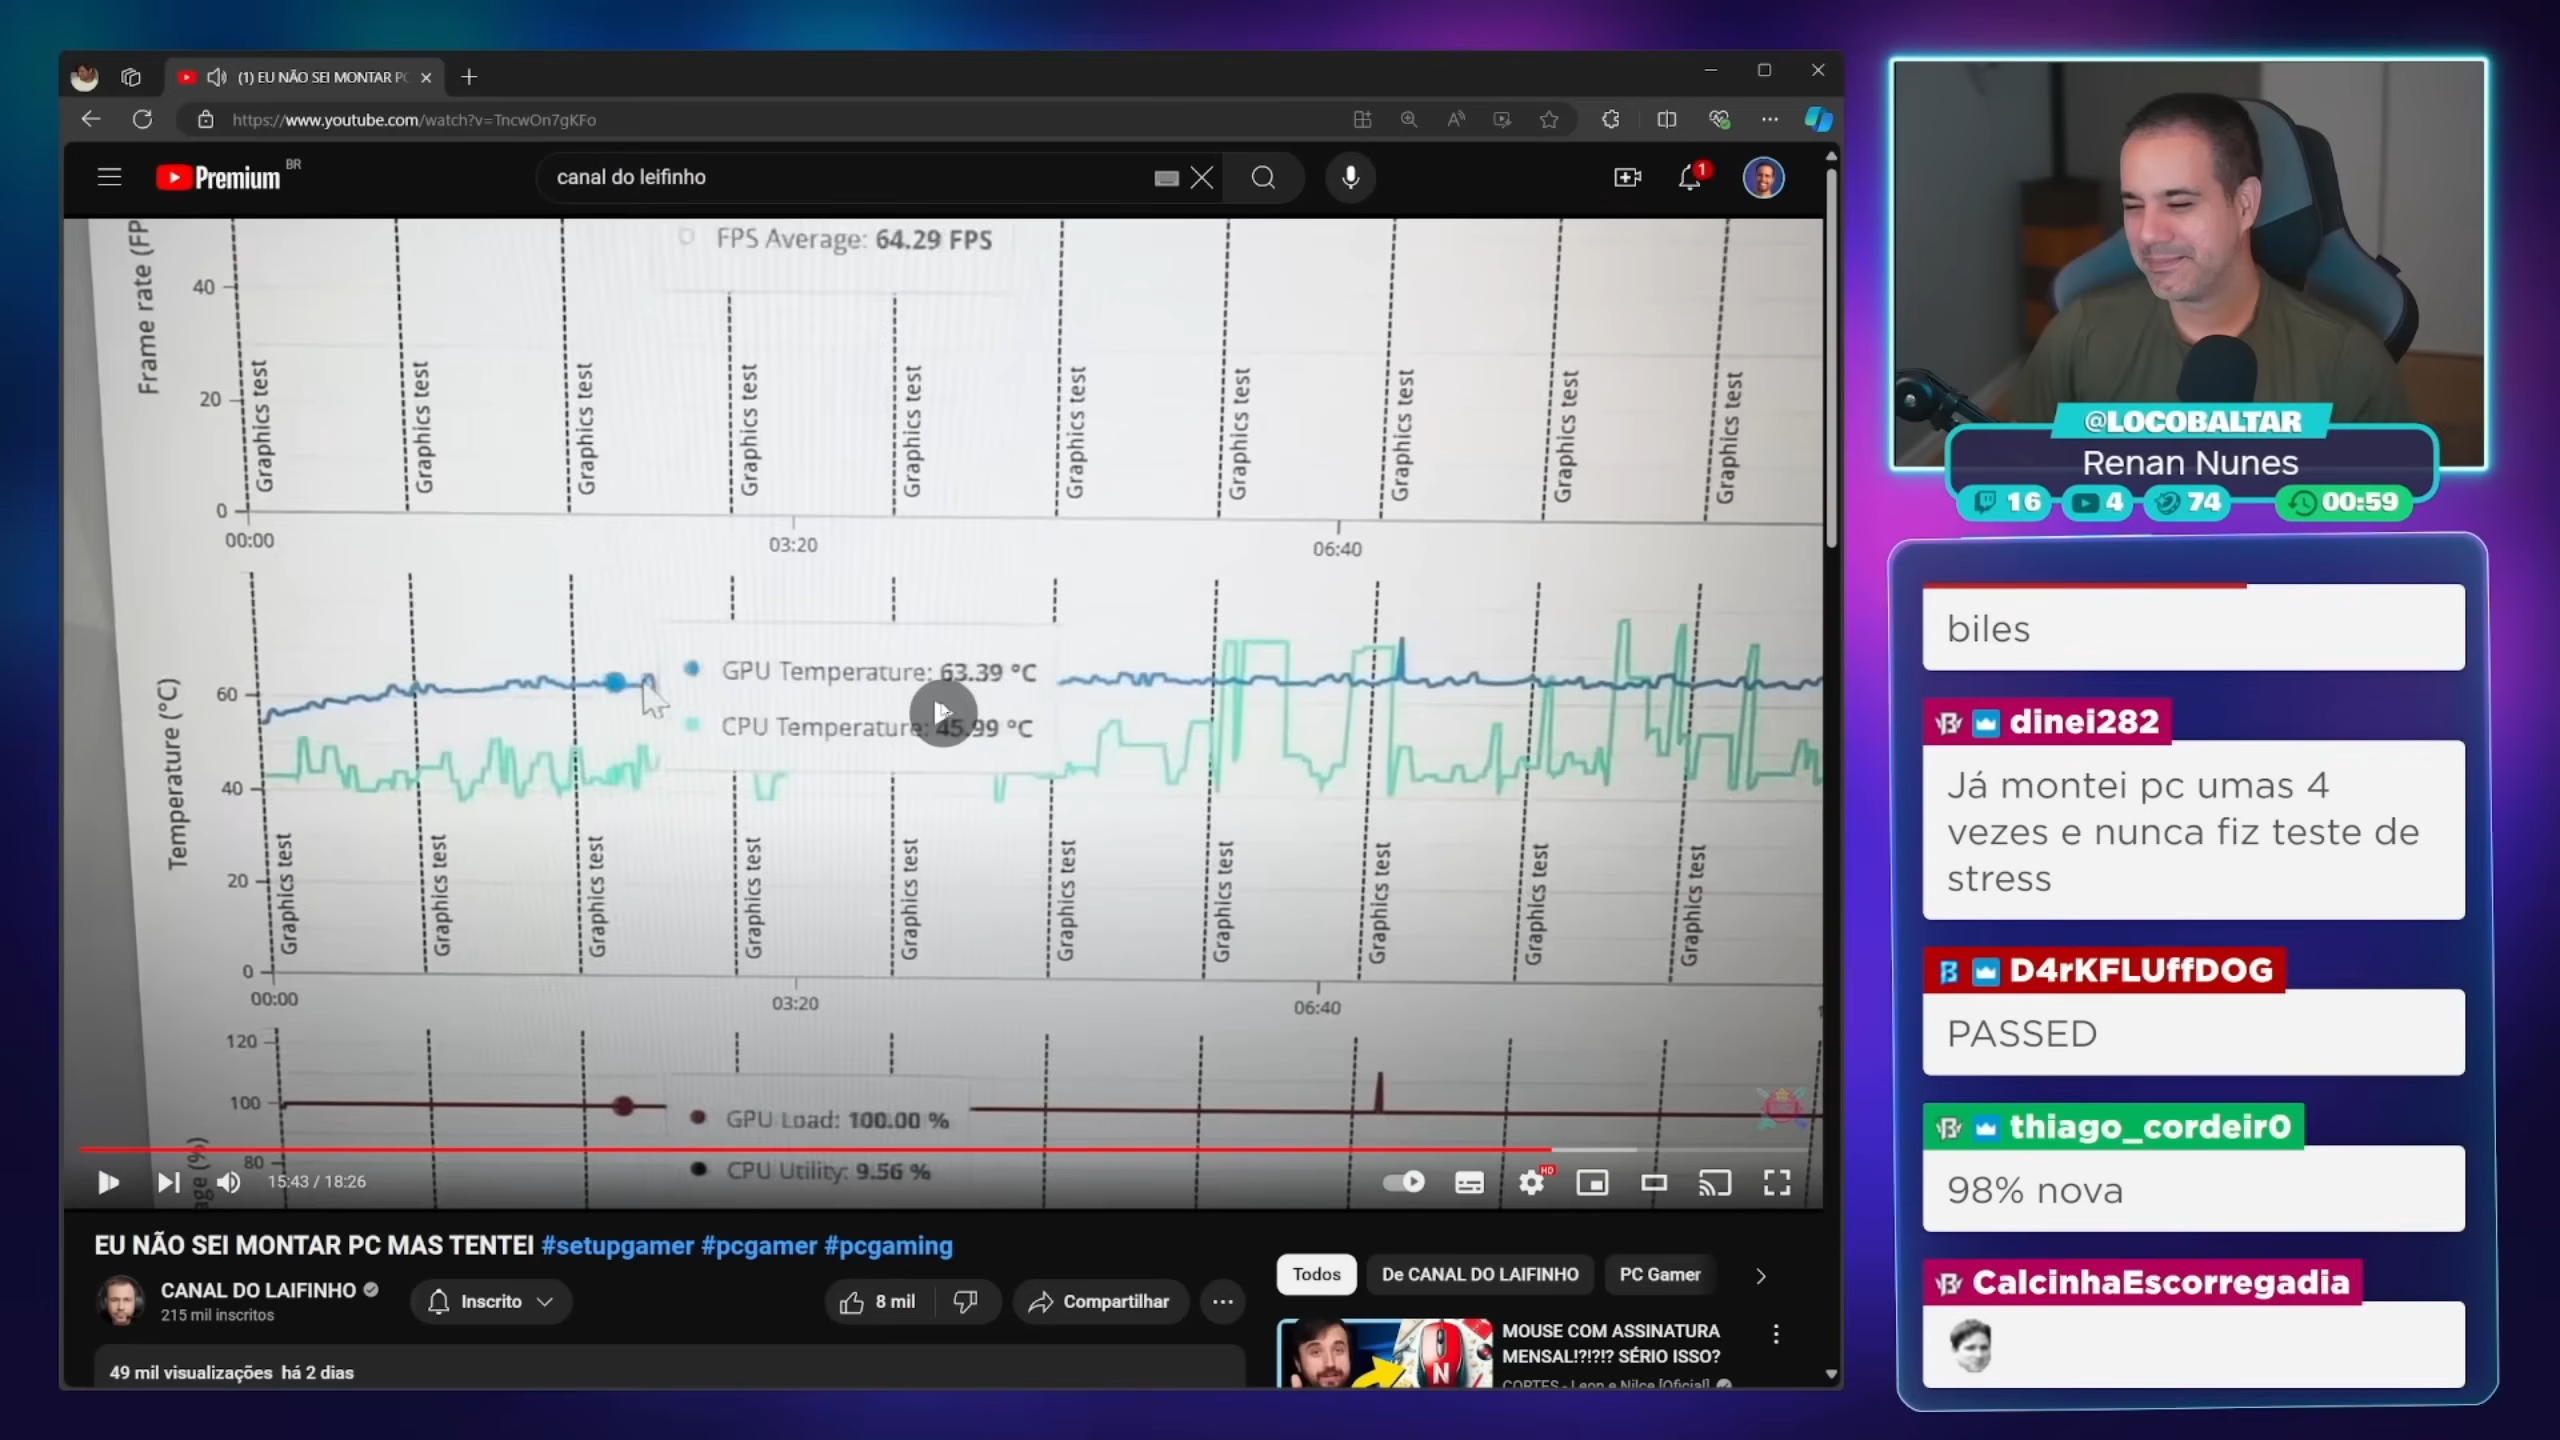 (1) EU NÃO SEI MONTAR PC
https://www.youtube.com/watch?v=TncwOn7gKFo
Premium BR
canal do leifinho
1
Frame rate (FP
FPS Average: 64.29 FPS
40
20
0
Graphics test
Graphics test
Graphics test
Graphics test
Graphics test
Graphics test
Graphics test
Graphics test
Graphics test
Graphics test
00:00
03:20
06:40
Temperature (°C)
GPU Temperature: 63.39 °C
CPU Temperature: 45.99 °C
60
40
20
0
Graphics test
Graphics test
Graphics test
Graphics test
Graphics test
Graphics test
Graphics test
Graphics test
Graphics test
Graphics test
00:00
03:20
06:40
120
100
80
age (%)
GPU Load: 100.00 %
CPU Utility: 9.56 %
15:43 / 18:26
HD
EU NÃO SEI MONTAR PC MAS TENTEI #setupgamer #pcgamer #pcgaming
CANAL DO LAIFINHO
215 mil inscritos
Inscrito
8 mil
Compartilhar
49 mil visualizações há 2 dias
Todos
De CANAL DO LAIFINHO
PC Gamer
MOUSE COM ASSINATURA
MENSAL!?!?!? SÉRIO ISSO?
CORTES - Leon e Nilce [Oficial]
N
@LOCOBALTAR
Renan Nunes
16
4
74
00:59
biles
dinei282
Já montei pc umas 4
vezes e nunca fiz teste de
stress
D4rKFLUffDOG
PASSED
thiago_cordeir0
98% nova
CalcinhaEscorregadia